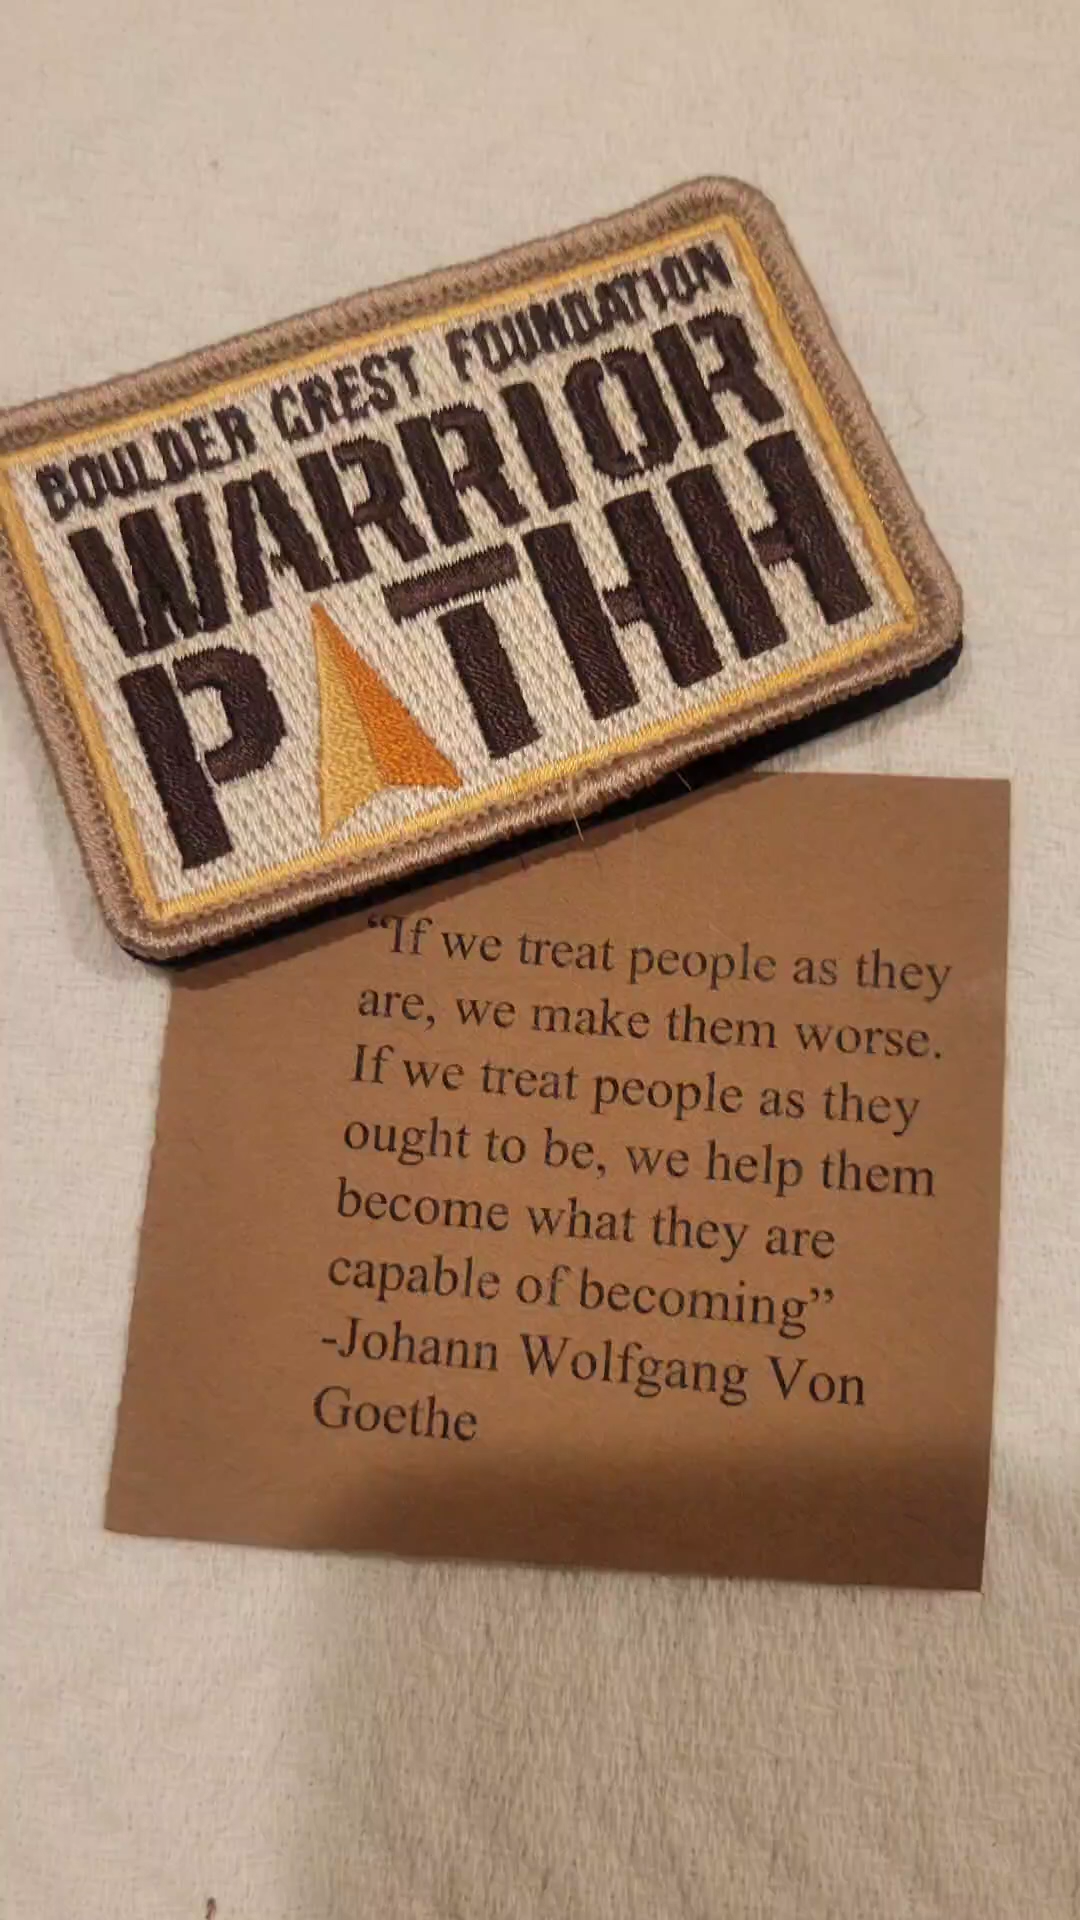 BOULDER CREST FOUNDATION
WARRIOR
PATHH
“If we treat people as they
are, we make them worse.
If we treat people as they
ought to be, we help them
become what they are
capable of becoming”
-Johann Wolfgang Von
Goethe